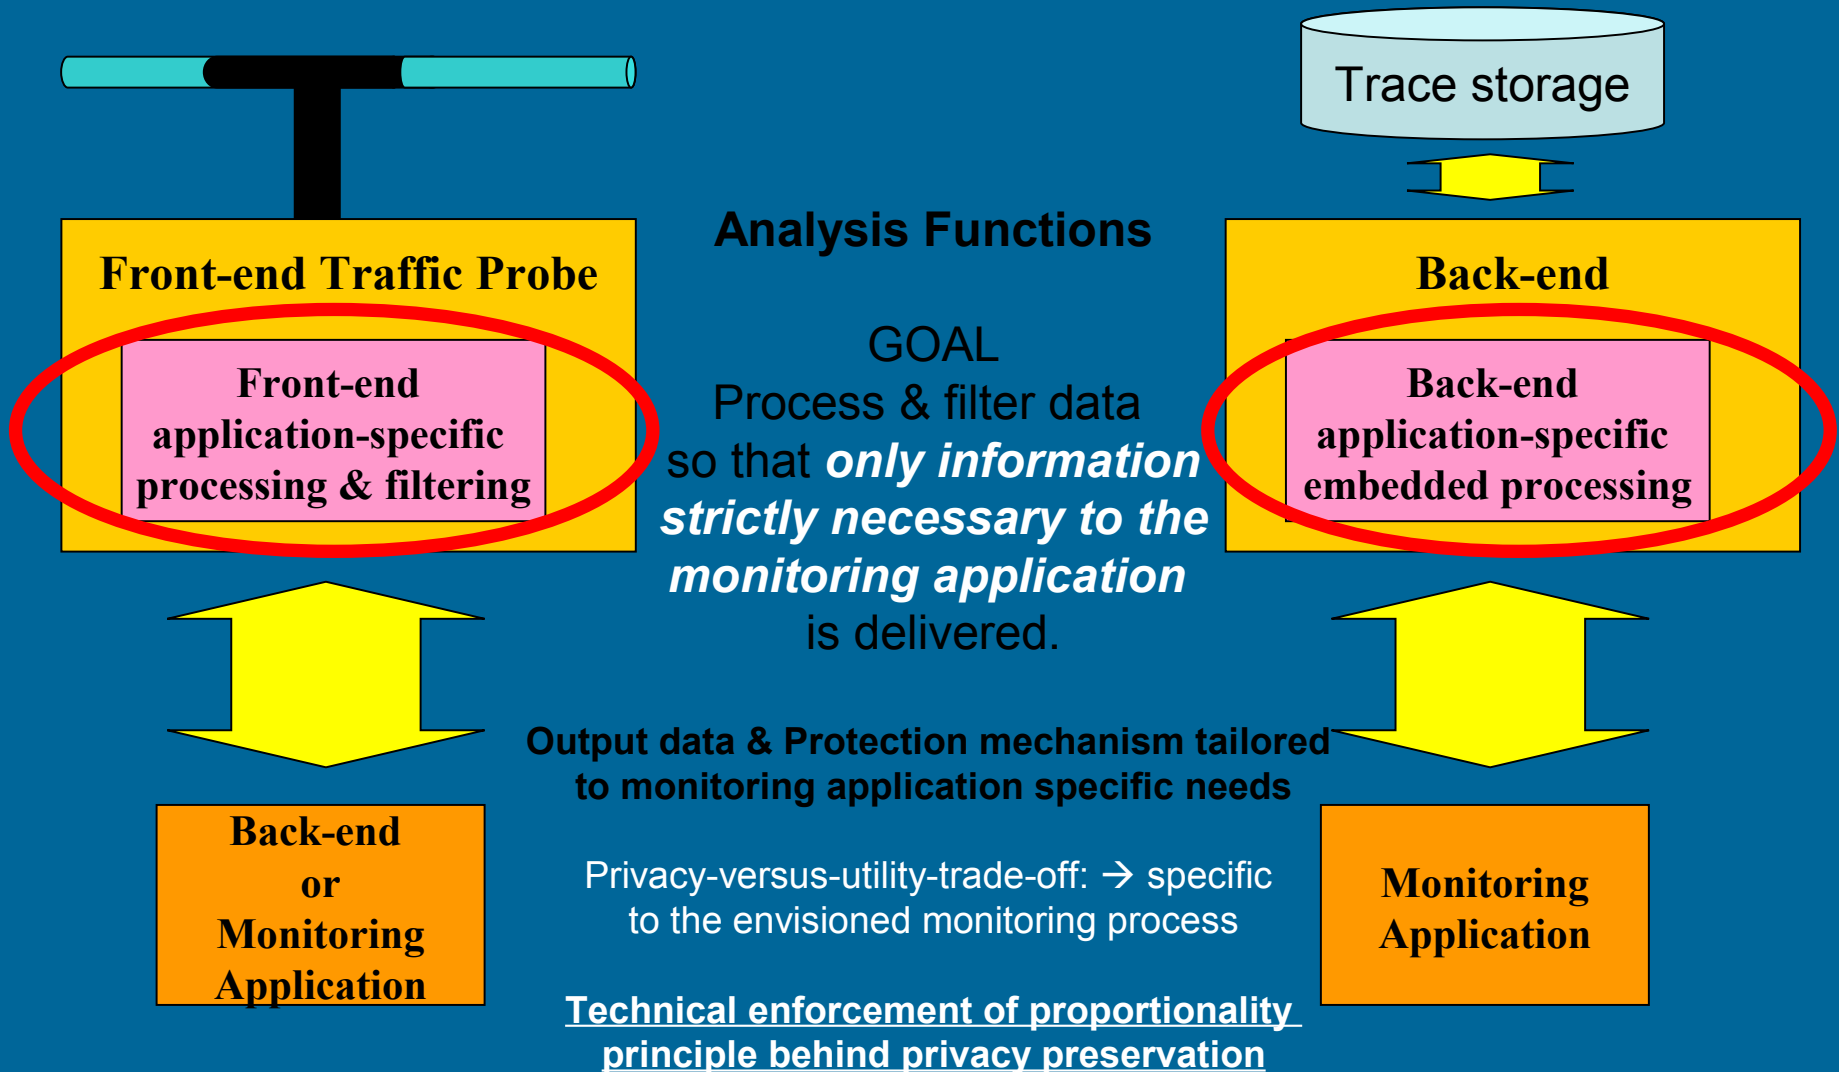 Trace storage
Front-end Traffic Probe
Front-end
application-specific
processing & filtering
Back-end
or
Monitoring
Application
Analysis Functions
GOAL
Process & filter data
so that only information
strictly necessary to the
monitoring application
is delivered.
Output data & Protection mechanism tailored
to monitoring application specific needs
Privacy-versus-utility-trade-off: → specific
to the envisioned monitoring process
Technical enforcement of proportionality
principle behind privacy preservation
Back-end
Back-end
application-specific
embedded processing
Monitoring
Application